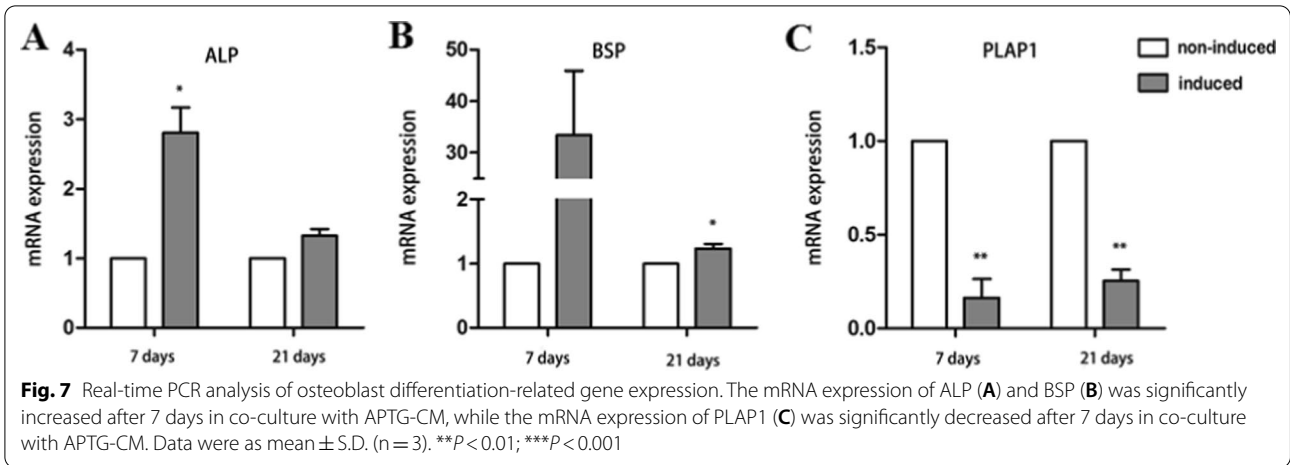 A
ALP
mRNA expression
4
3
2
1
0
*
7 days
21 days
B
BSP
mRNA expression
50
40
30
2
1
0
*
7 days
21 days
C
PLAP1
mRNA expression
1.5
1.0
0.5
0.0
**
**
7 days
21 days
non-induced
induced
Fig. 7 Real-time PCR analysis of osteoblast differentiation-related gene expression. The mRNA expression of ALP (A) and BSP (B) was significantly
increased after 7 days in co-culture with APTG-CM, while the mRNA expression of PLAP1 (C) was significantly decreased after 7 days in co-culture
with APTG-CM. Data were as mean ± S.D. (n = 3). **P < 0.01; ***P < 0.001